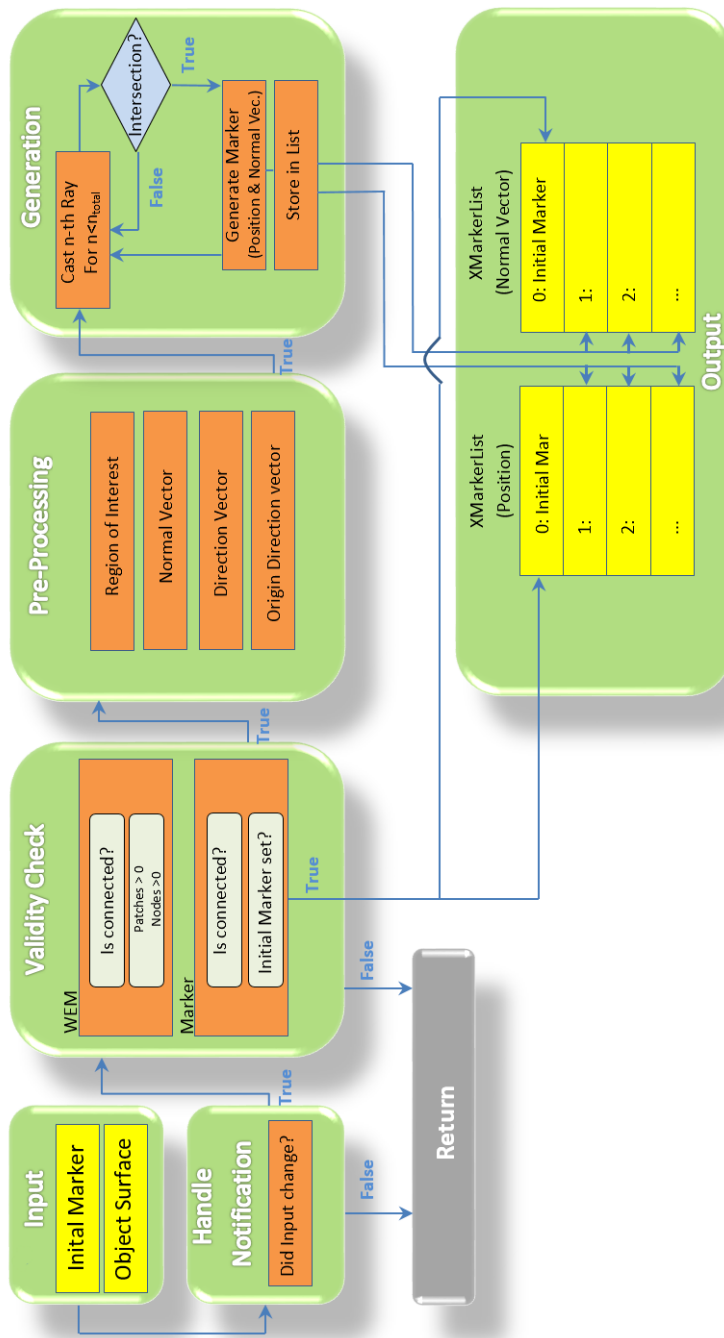 Input
Inital Marker
Object Surface
Handle
Notification
Did Input change?
True
False
Validity Check
WEM
Is connected?
Patches > 0
Nodes >0
Marker
Is connected?
Initial Marker set?
True
True
False
Return
Pre-Processing
Region of Interest
Normal Vector
Direction Vector
Origin Direction vector
True
Generation
Cast n-th Ray
For n<n_total
Intersection?
False
True
Generate Marker
(Position & Normal Vec.)
Store in List
XMarkerList
(Position)
0: Initial Mar
1:
2:
...
XMarkerList
(Normal Vector)
0: Initial Marker
1:
2:
...
Output